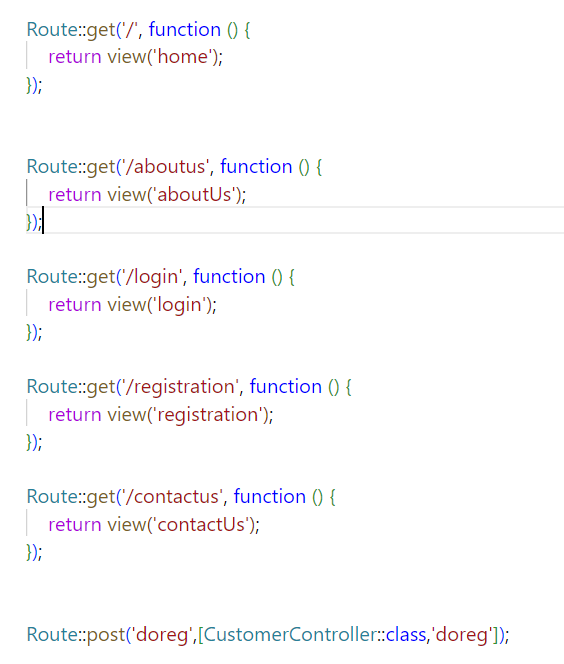 Route::get('/', function () {
    return view('home');
});
Route::get('/aboutus', function () {
    return view('aboutUs');
});
Route::get('/login', function () {
    return view('login');
});
Route::get('/registration', function () {
    return view('registration');
});
Route::get('/contactus', function () {
    return view('contactUs');
});
Route::post('doreg',[CustomerController::class,'doreg']);